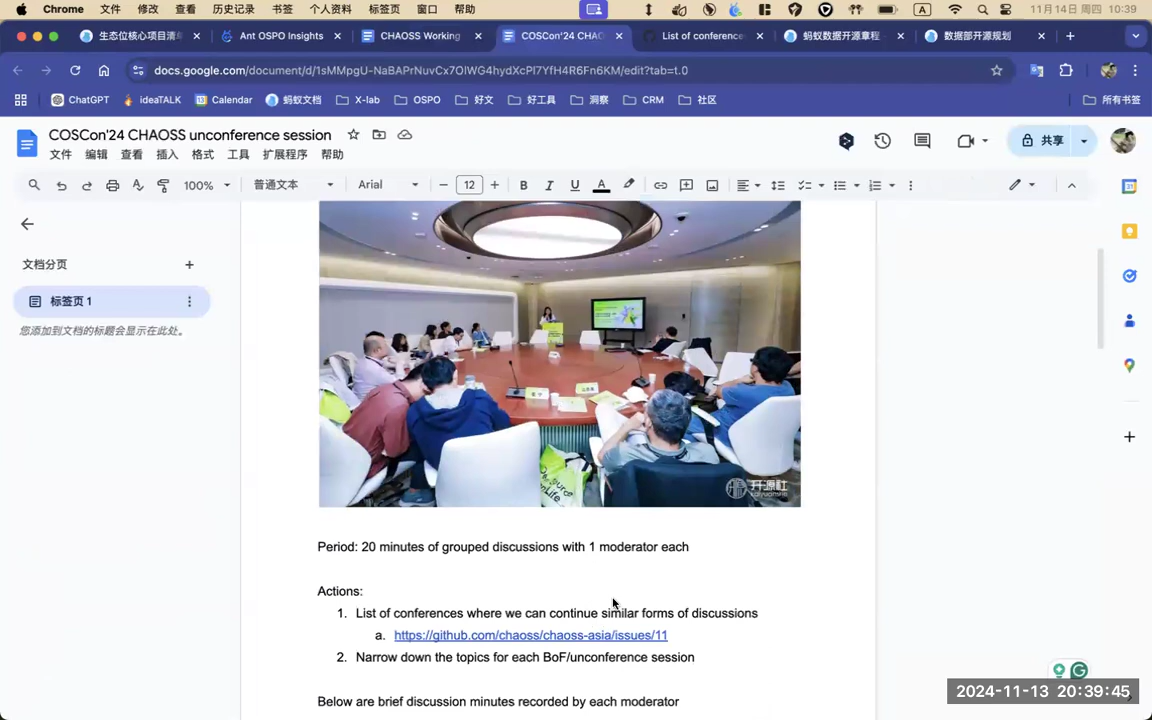 Chrome 文件 修改 查看 历史记录 书签 个人资料 标签页 窗口 帮助 A 11月14日 周四 10:39
生态位核心项目清单 Ant OSPO Insights CHAOSS Working COSCon'24 CHAO List of conference 蚂蚁数据开源章程 数据部开源规划
docs.google.com/document/d/1sMMpgU-NaBAPrNuvCx7OIWG4hydXcPl7YfH4R6Fn6KM/edit?tab=t.0
ChatGPT ideaTALK Calendar 蚂蚁文档 X-lab OSPO 好文 好工具 洞察 CRM 社区 所有书签
COSCon'24 CHAOSS unconference session
共享
文件 编辑 查看 插入 格式 工具 扩展程序 帮助
100% 普通文本 Arial 12 B I U A
文档分页
标签页 1
您添加到文档的标题会显示在此处。
开源社
KAIYUANSHE
Period: 20 minutes of grouped discussions with 1 moderator each
Actions:
1. List of conferences where we can continue similar forms of discussions
a. https://github.com/chaoss/chaoss-asia/issues/11
2. Narrow down the topics for each BoF/unconference session
Below are brief discussion minutes recorded by each moderator
2024-11-13 20:39:45